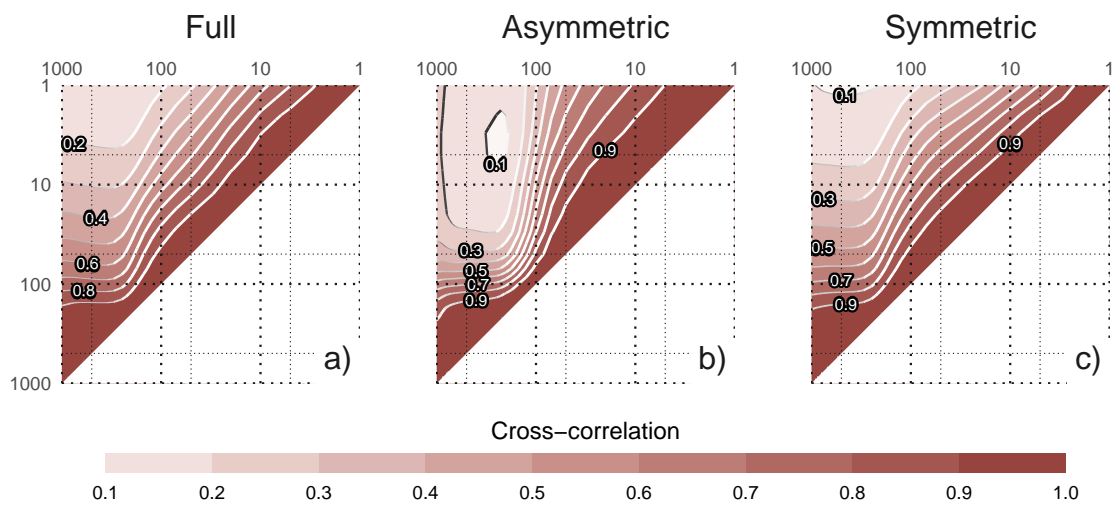 Full Asymmetric Symmetric
1000 100 10 1 1000 100 10 1 1000 100 10 1
1
10
100
1000
0.2
0.4
0.6
0.8
a)
0.1
0.9
0.3
0.5
0.7
0.9
b)
0.1
0.9
0.3
0.5
0.7
0.9
c)
Cross−correlation
0.1 0.2 0.3 0.4 0.5 0.6 0.7 0.8 0.9 1.0